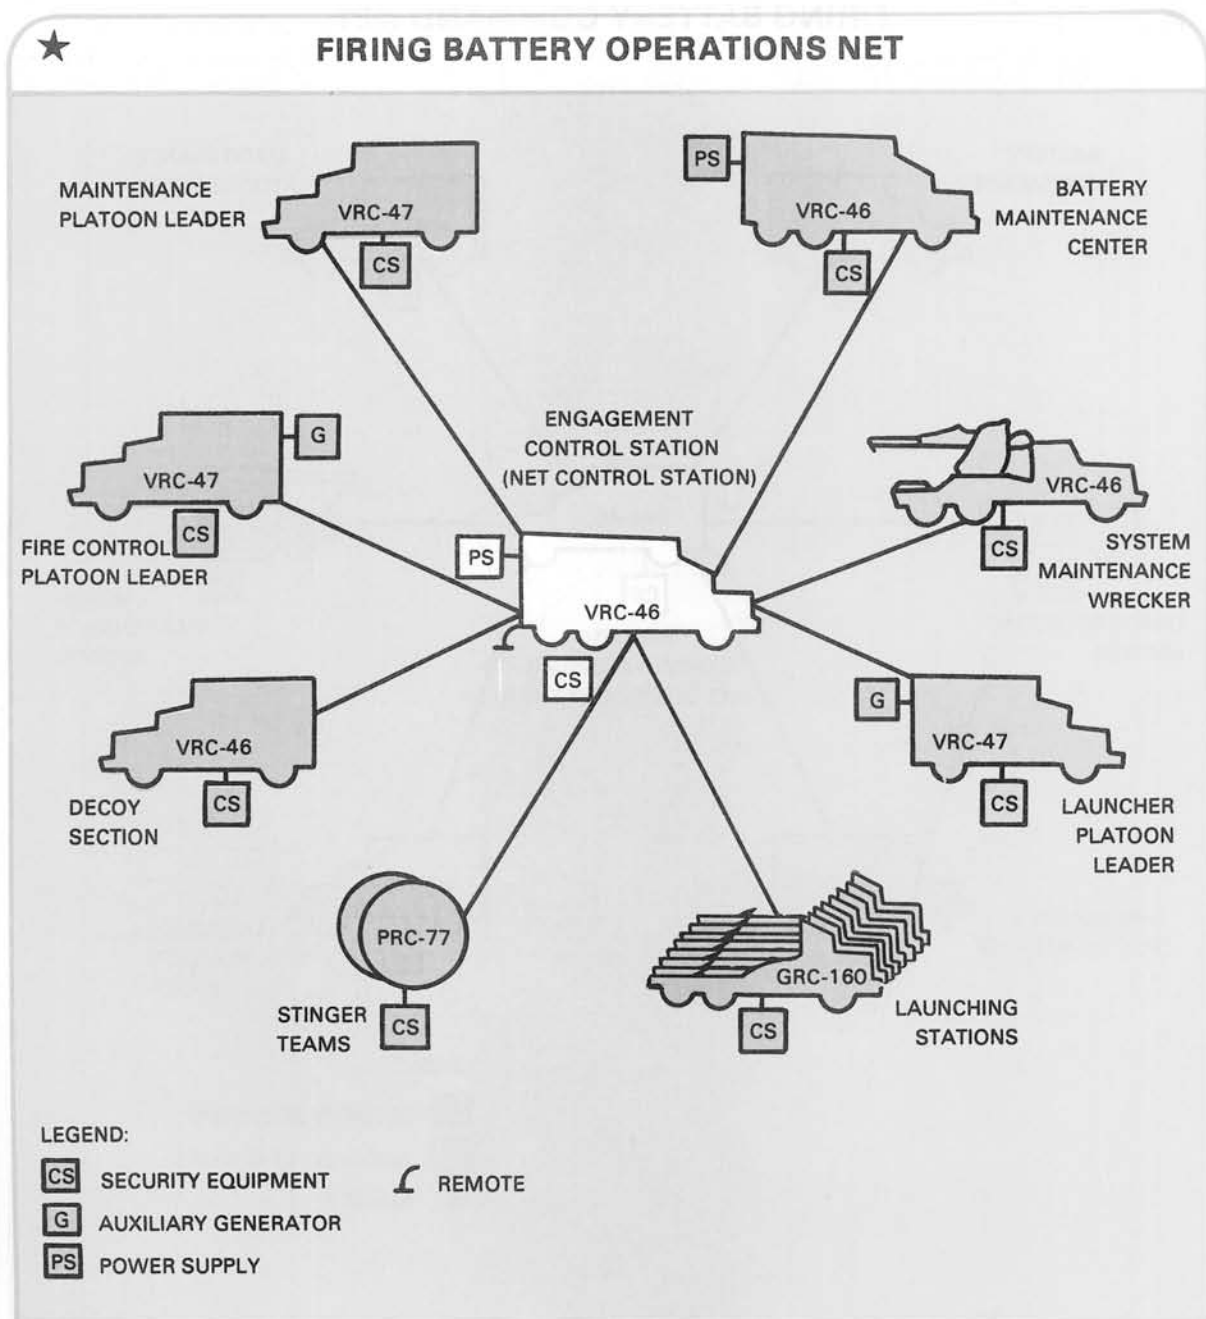 FIRING BATTERY OPERATIONS NET
MAINTENANCE
PLATOON LEADER
VRC-47
CS
PS
VRC-46
CS
BATTERY
MAINTENANCE
CENTER
ENGAGEMENT
CONTROL STATION
(NET CONTROL STATION)
G
VRC-47
CS
FIRE CONTROL
PLATOON LEADER
PS
VRC-46
CS
VRC-46
CS
SYSTEM
MAINTENANCE
WRECKER
VRC-46
CS
DECOY
SECTION
G
VRC-47
CS
LAUNCHER
PLATOON
LEADER
PRC-77
CS
STINGER
TEAMS
GRC-160
CS
LAUNCHING
STATIONS
LEGEND:
CS SECURITY EQUIPMENT
REMOTE
G AUXILIARY GENERATOR
PS POWER SUPPLY